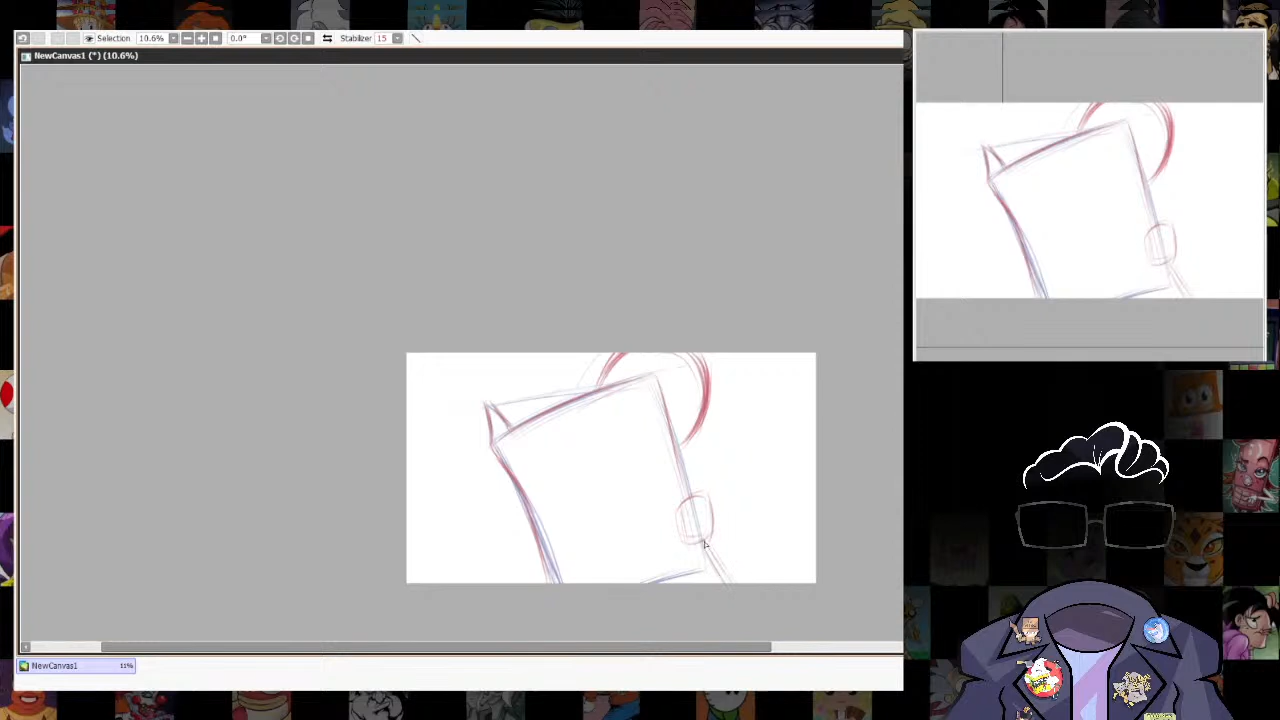 Selection 10.6% 0.0° Stabilizer 15
NewCanvas1 (*) (10.6%)
NewCanvas1 11%